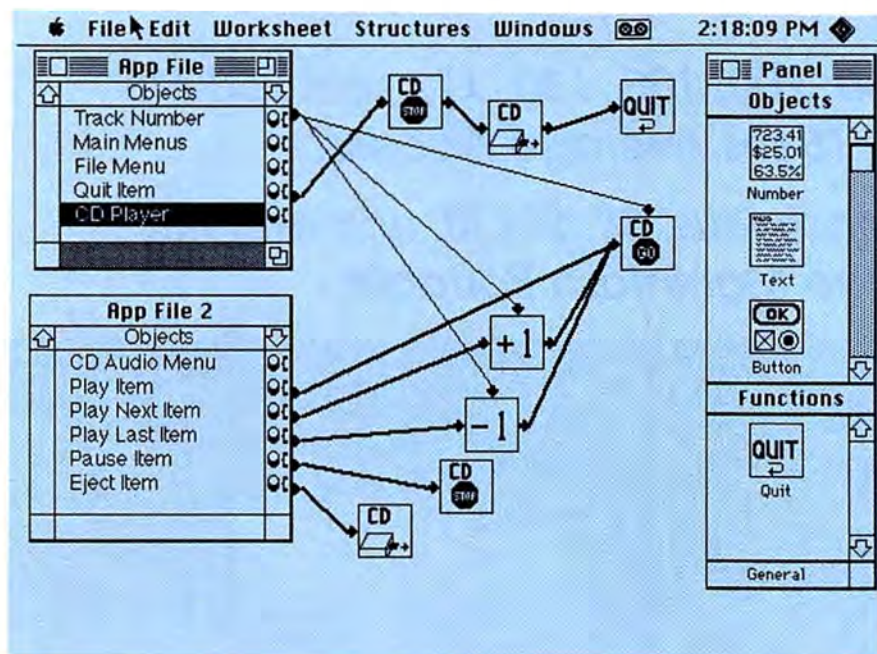 File Edit Worksheet Structures Windows 2:18:09 PM
App File
Objects
Track Number
Main Menus
File Menu
Quit Item
CD Player
App File 2
Objects
CD Audio Menu
Play Item
Play Next Item
Play Last Item
Pause Item
Eject Item
CD
STOP
CD
QUIT
CD
GO
+1
-1
CD
STOP
CD
Panel
Objects
723.41
$25.01
63.5%
Number
Text
OK
Button
Functions
QUIT
Quit
General